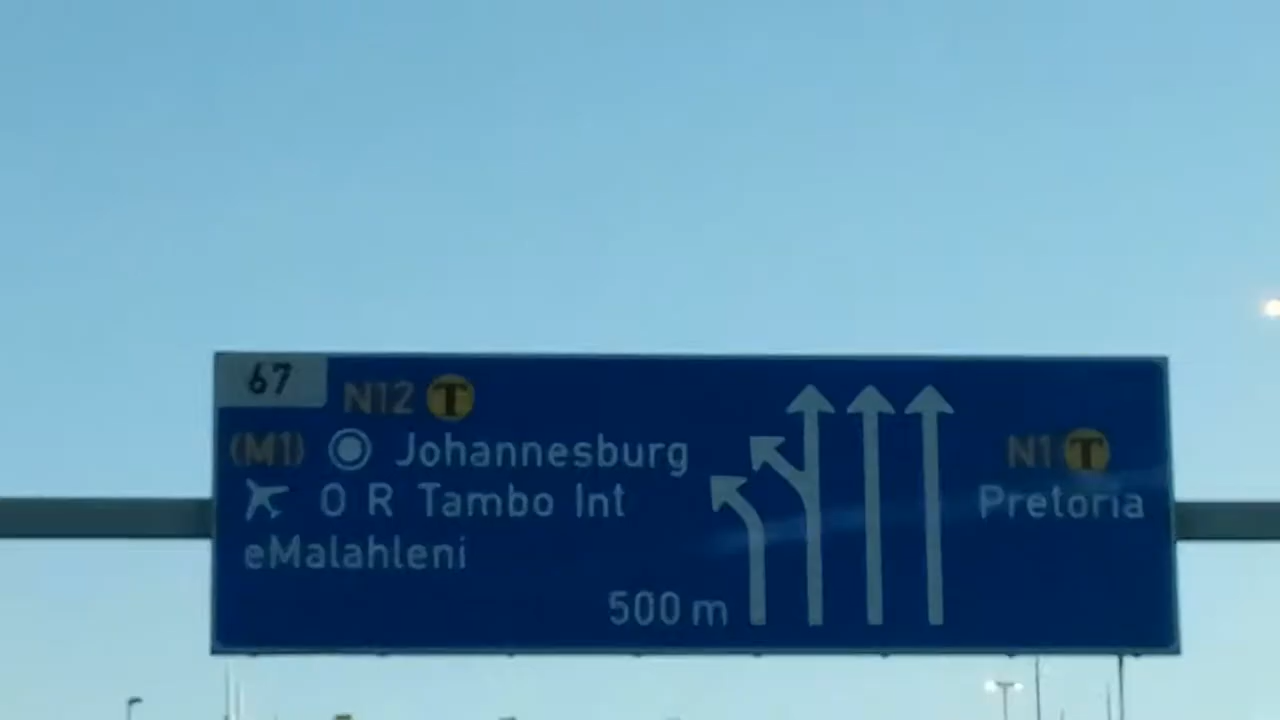 67
N12 T
(M1) Johannesburg
O R Tambo Int
eMalahleni
500 m
N1 T
Pretoria